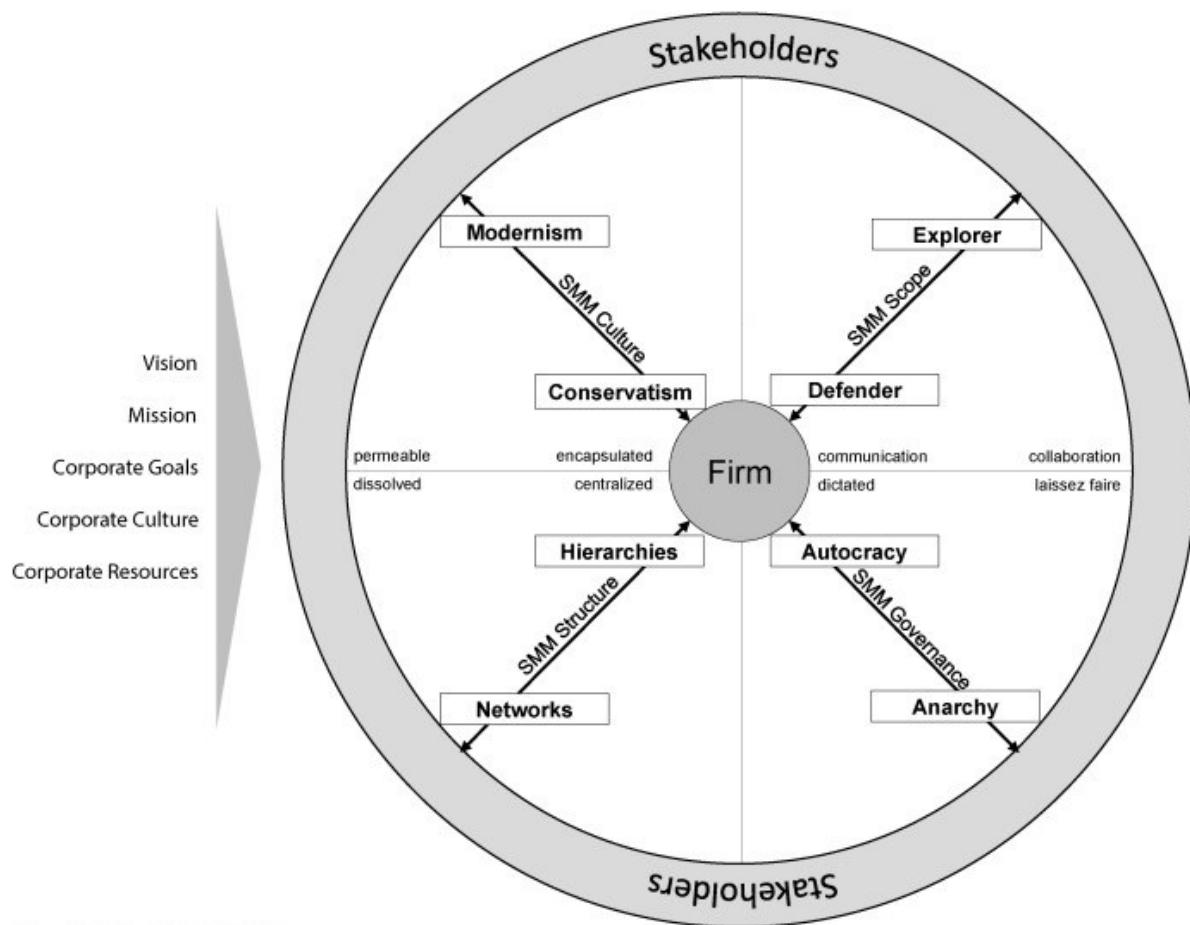 Stakeholders
Modernism
Explorer
SMM Culture
SMM Scope
Conservatism
Defender
Vision
Mission
Corporate Goals
Corporate Culture
Corporate Resources
permeable
encapsulated
communication
collaboration
Firm
dissolved
centralized
dictated
laissez faire
Hierarchies
Autocracy
SMM Structure
SMM Governance
Networks
Anarchy
Stakeholders